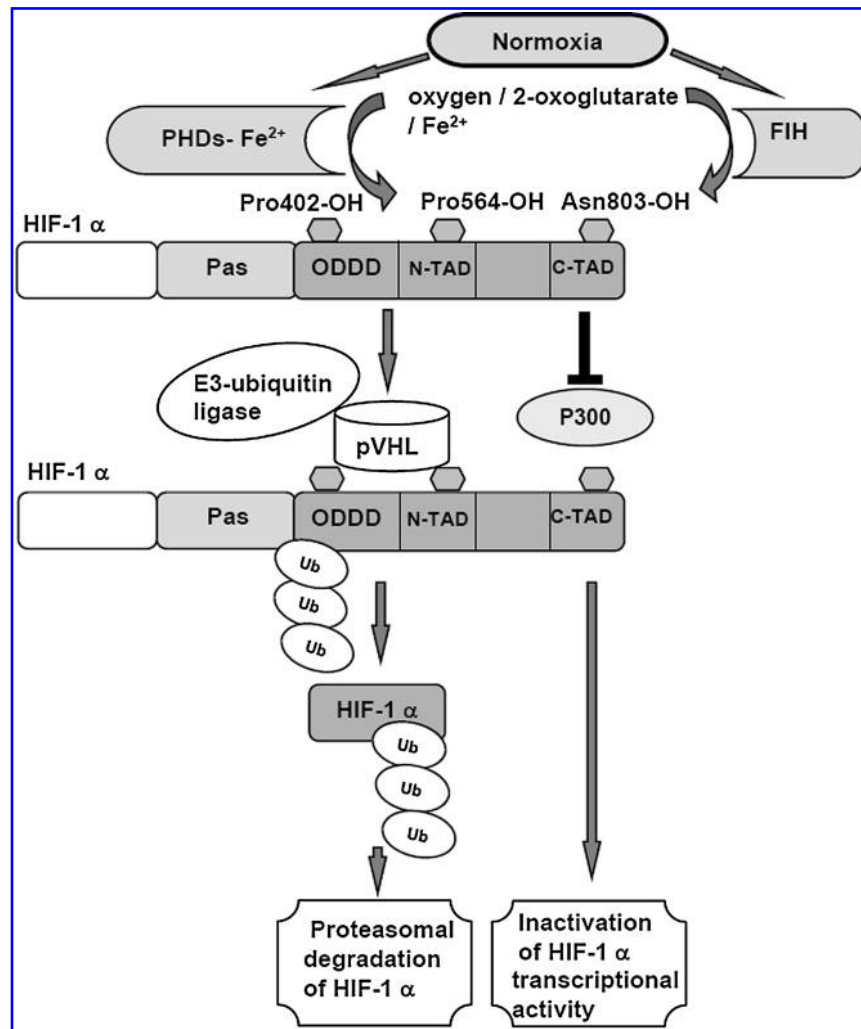 Normoxia
PHDs- Fe²⁺
oxygen / 2-oxoglutarate
/ Fe²⁺
FIH
Pro402-OH
Pro564-OH
Asn803-OH
HIF-1 α
Pas
ODDD
N-TAD
C-TAD
E3-ubiquitin
ligase
pVHL
P300
HIF-1 α
Pas
ODDD
N-TAD
C-TAD
Ub
Ub
Ub
HIF-1 α
Ub
Ub
Ub
Proteasomal
degradation
of HIF-1 α
Inactivation
of HIF-1 α
transcriptional
activity